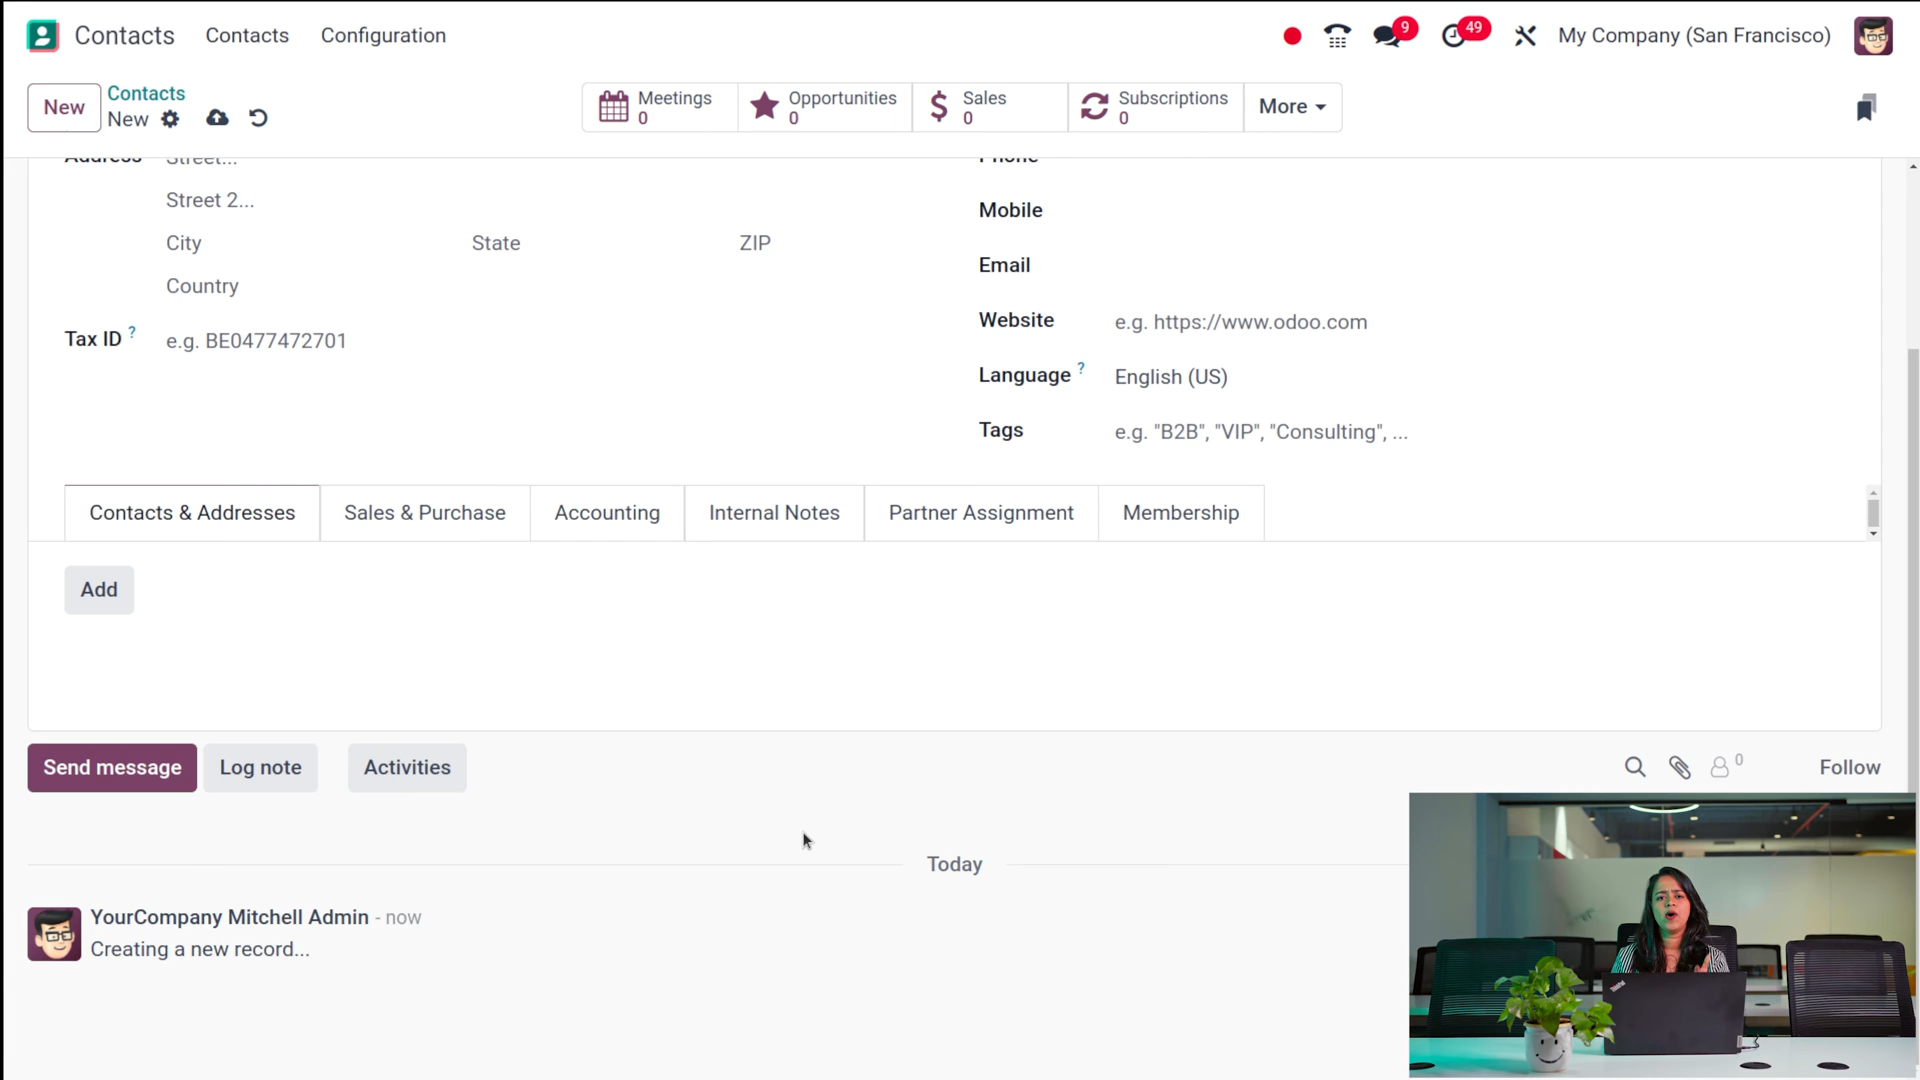 Contacts Contacts Configuration 9 49 My Company (San Francisco)
New Contacts
New
Meetings
0
Opportunities
0
Sales
0
Subscriptions
0
More
Address Street...
Street 2...
City State ZIP
Country
Tax ID ? e.g. BE0477472701
Phone
Mobile
Email
Website e.g. https://www.odoo.com
Language ? English (US)
Tags e.g. "B2B", "VIP", "Consulting", ...
Contacts & Addresses Sales & Purchase Accounting Internal Notes Partner Assignment Membership
Add
Send message Log note Activities 0 Follow
Today
YourCompany Mitchell Admin - now
Creating a new record...
ThinkPad